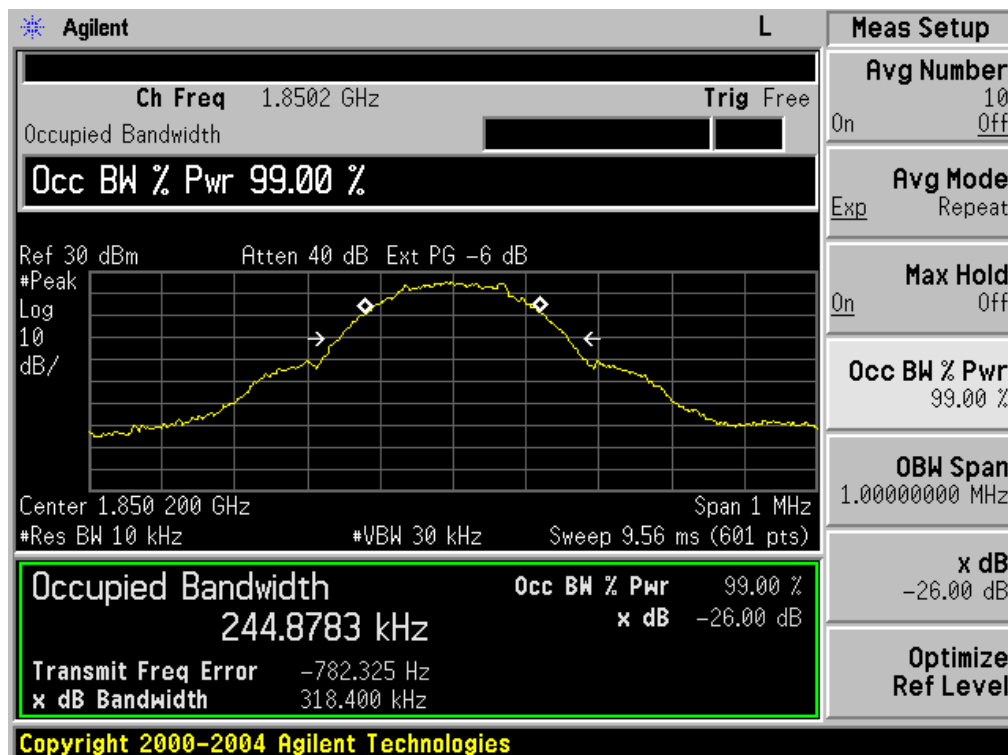 Agilent L Meas Setup
Ch Freq 1.8502 GHz Trig Free
Occupied Bandwidth
Occ BW % Pwr 99.00 %
Ref 30 dBm Atten 40 dB Ext PG -6 dB
#Peak
Log
10
dB/
Center 1.850 200 GHz Span 1 MHz
#Res BW 10 kHz #VBW 30 kHz Sweep 9.56 ms (601 pts)
Occupied Bandwidth Occ BW % Pwr 99.00 %
244.8783 kHz x dB -26.00 dB
Transmit Freq Error -782.325 Hz
x dB Bandwidth 318.400 kHz
Avg Number
10
On Off
Avg Mode
Exp Repeat
Max Hold
On Off
Occ BW % Pwr
99.00 %
OBW Span
1.00000000 MHz
x dB
-26.00 dB
Optimize
Ref Level
Copyright 2000-2004 Agilent Technologies